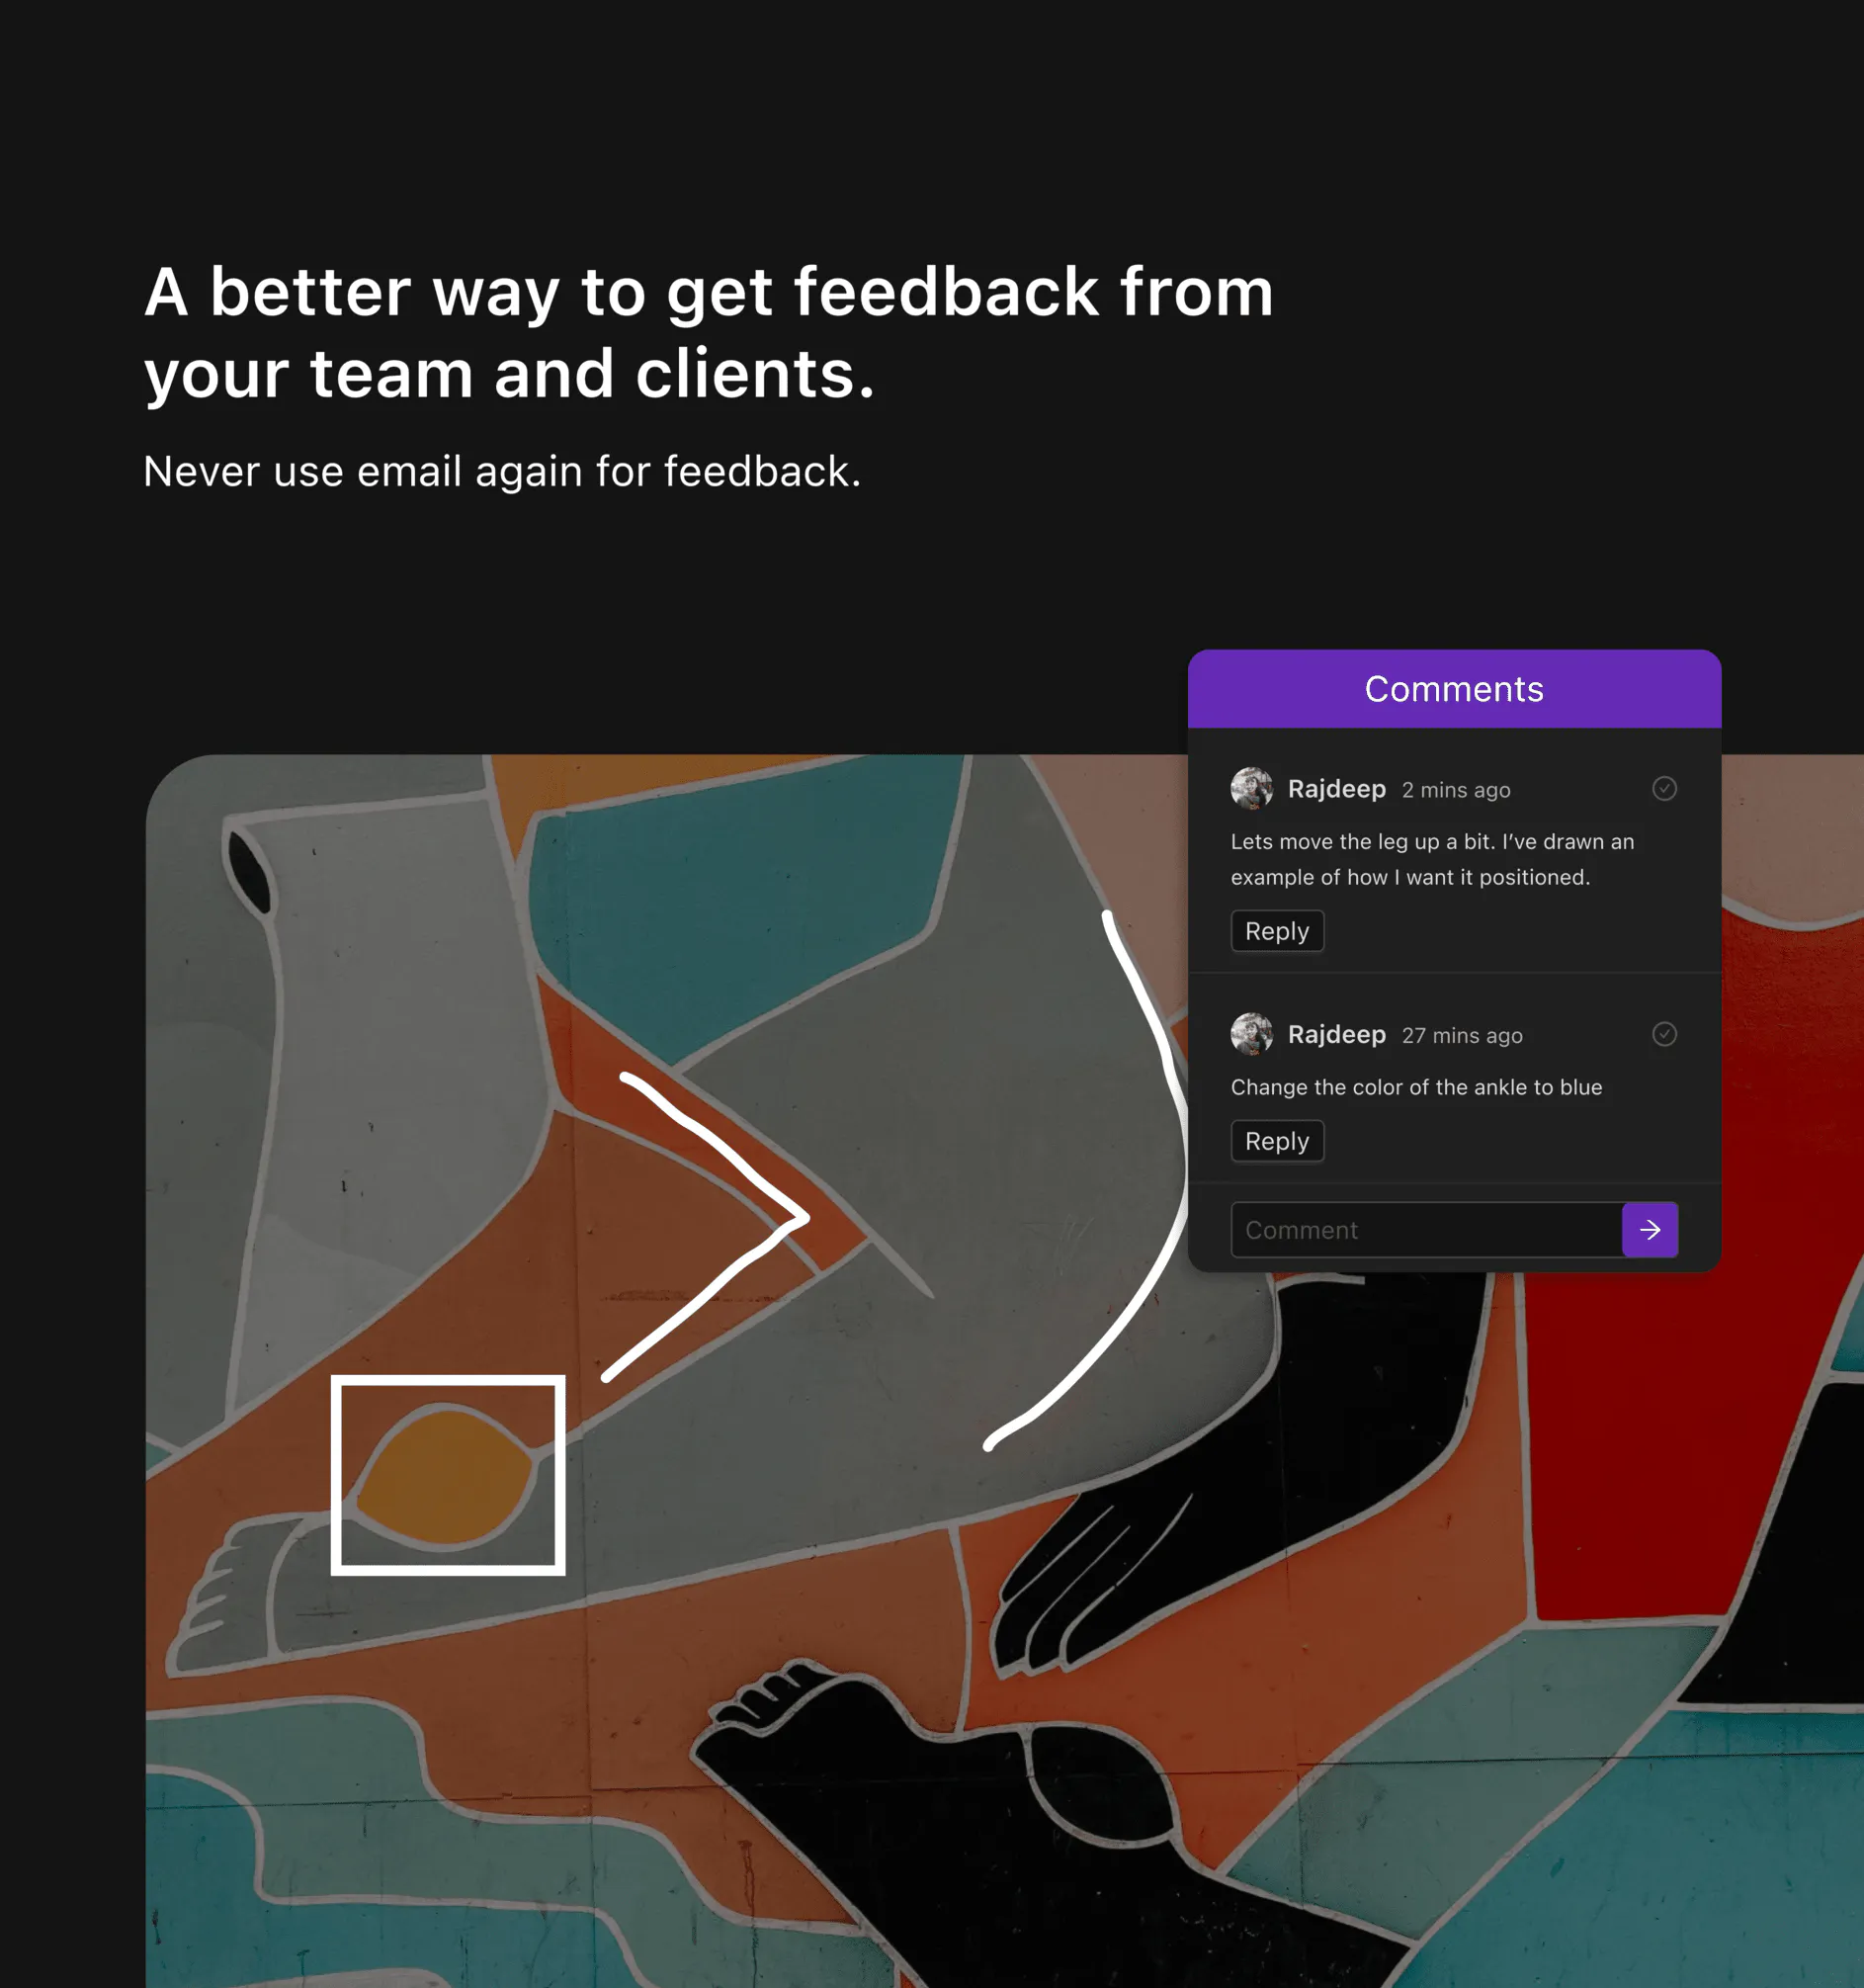 A better way to get feedback from
your team and clients.
Never use email again for feedback.
Comments
Rajdeep 2 mins ago
Lets move the leg up a bit. I’ve drawn an
example of how I want it positioned.
Reply
Rajdeep 27 mins ago
Change the color of the ankle to blue
Reply
Comment